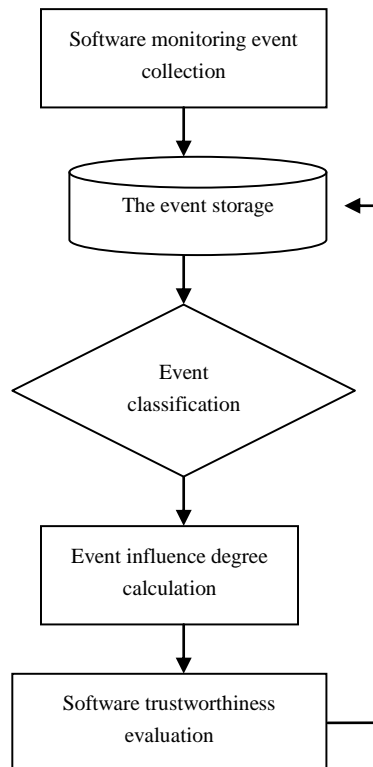 Software monitoring event
collection
The event storage
Event
classification
Event influence degree
calculation
Software trustworthiness
evaluation